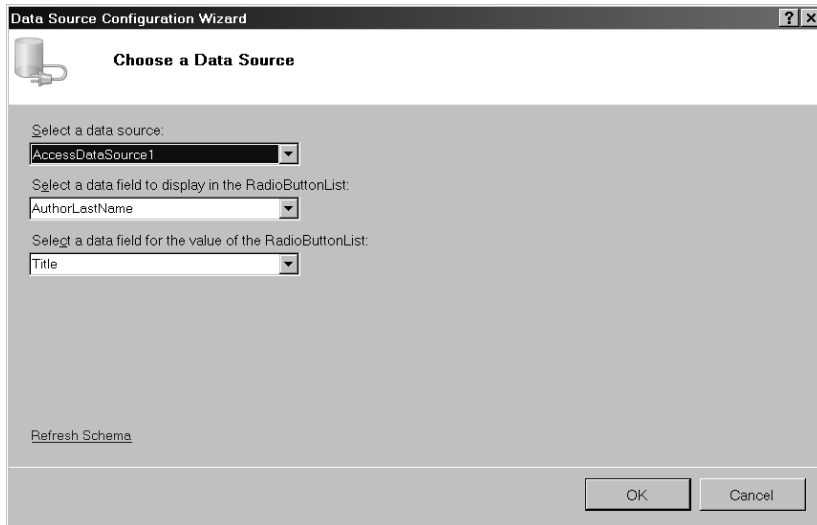 Data Source Configuration Wizard
Choose a Data Source
Select a data source:
AccessDataSource1
Select a data field to display in the RadioButtonList:
AuthorLastName
Select a data field for the value of the RadioButtonList:
Title
Refresh Schema
OK Cancel